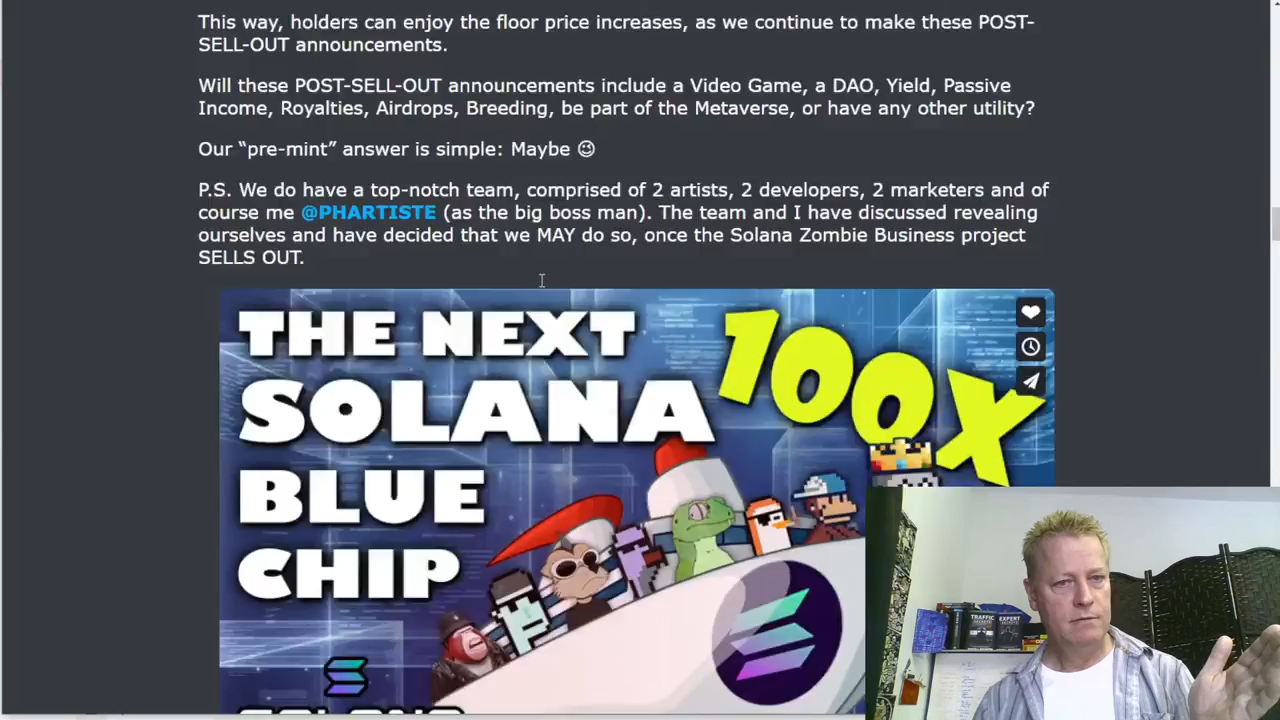 This way, holders can enjoy the floor price increases, as we continue to make these POST-
SELL-OUT announcements.
Will these POST-SELL-OUT announcements include a Video Game, a DAO, Yield, Passive
Income, Royalties, Airdrops, Breeding, be part of the Metaverse, or have any other utility?
Our “pre-mint” answer is simple: Maybe 😉
P.S. We do have a top-notch team, comprised of 2 artists, 2 developers, 2 marketers and of
course me @PHARTISTE (as the big boss man). The team and I have discussed revealing
ourselves and have decided that we MAY do so, once the Solana Zombie Business project
SELLS OUT.
THE NEXT
SOLANA
BLUE
CHIP
100X
TRAFFIC
SECRETS
EXPERT
SECRETS